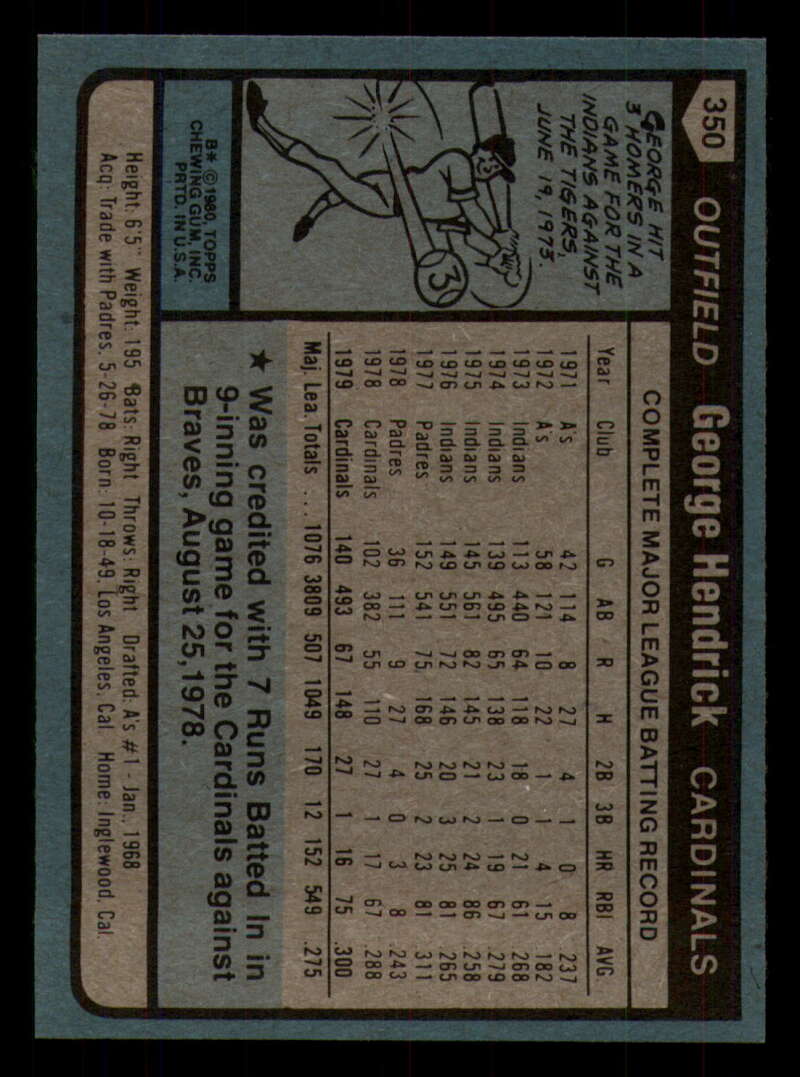 350 OUTFIELD George Hendrick CARDINALS
GEORGE HIT
3 HOMERS IN A
GAME FOR THE
INDIANS AGAINST
THE TIGERS,
JUNE 19, 1973.
3
B* © 1980, TOPPS
CHEWING GUM, INC.
PRTD. IN U.S.A.
COMPLETE MAJOR LEAGUE BATTING RECORD
Year Club G AB R H 2B 3B HR RBI AVG
1971 A's 42 114 8 27 4 1 0 8 .237
1972 A's 58 121 10 22 1 1 4 15 .182
1973 Indians 113 440 64 118 18 0 21 61 .268
1974 Indians 139 495 65 138 23 1 19 67 .279
1975 Indians 145 561 82 145 21 2 24 86 .258
1976 Indians 149 551 72 146 20 3 25 81 .265
1977 Padres 152 541 75 168 25 2 23 81 .311
1978 Padres 36 111 9 27 4 0 3 8 .243
1978 Cardinals 102 382 55 110 27 1 17 67 .288
1979 Cardinals 140 493 67 148 27 1 16 75 .300
Maj. Lea. Totals ... 1076 3809 507 1049 170 12 152 549 .275
★ Was credited with 7 Runs Batted In in
9-inning game for the Cardinals against
Braves, August 25, 1978.
Height: 6'5" Weight: 195 Bats: Right Throws: Right Drafted: A's #1 - Jan., 1968
Acq: Trade with Padres, 5-26-78 Born: 10-18-49, Los Angeles, Cal Home: Inglewood, Cal.